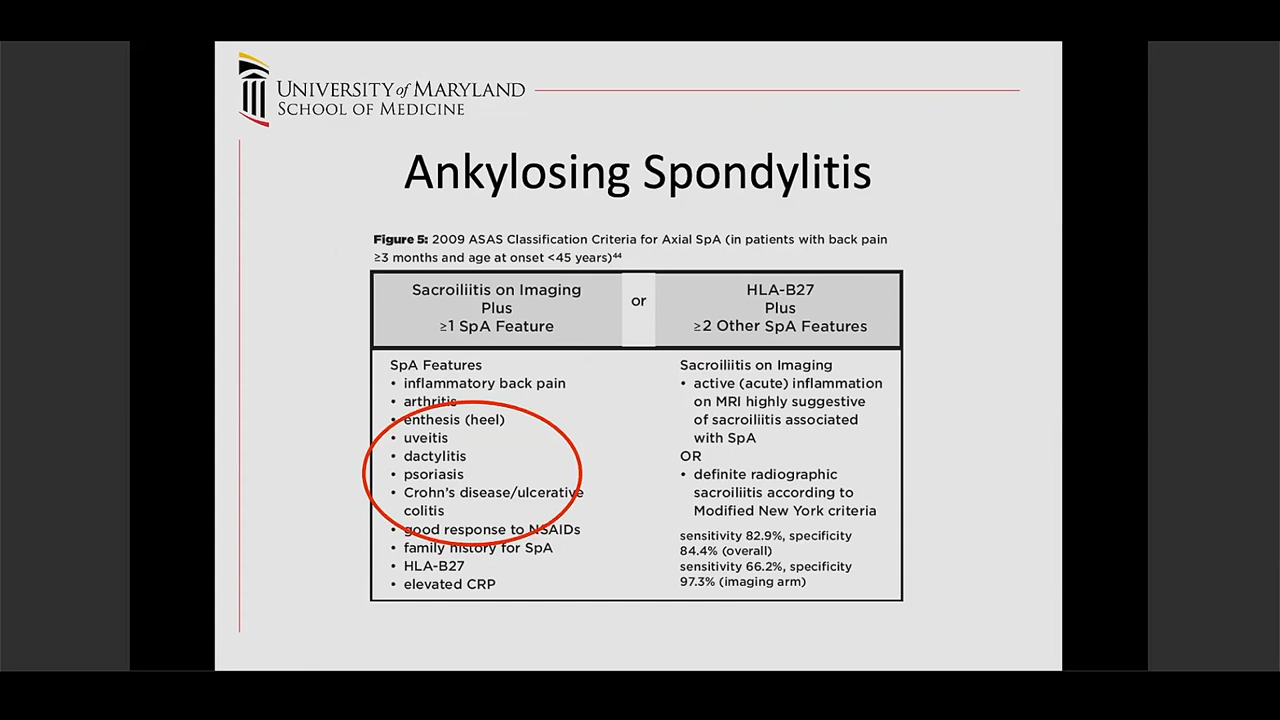 UNIVERSITY of MARYLAND
SCHOOL OF MEDICINE
Ankylosing Spondylitis
Figure 5: 2009 ASAS Classification Criteria for Axial SpA (in patients with back pain
≥3 months and age at onset <45 years)⁴⁴
Sacroiliitis on Imaging
Plus
≥1 SpA Feature
or
HLA-B27
Plus
≥2 Other SpA Features
SpA Features
• inflammatory back pain
• arthritis
• enthesis (heel)
• uveitis
• dactylitis
• psoriasis
• Crohn's disease/ulcerative
colitis
• good response to NSAIDs
• family history for SpA
• HLA-B27
• elevated CRP
Sacroiliitis on Imaging
• active (acute) inflammation
on MRI highly suggestive
of sacroiliitis associated
with SpA
OR
• definite radiographic
sacroiliitis according to
Modified New York criteria
sensitivity 82.9%, specificity
84.4% (overall)
sensitivity 66.2%, specificity
97.3% (imaging arm)